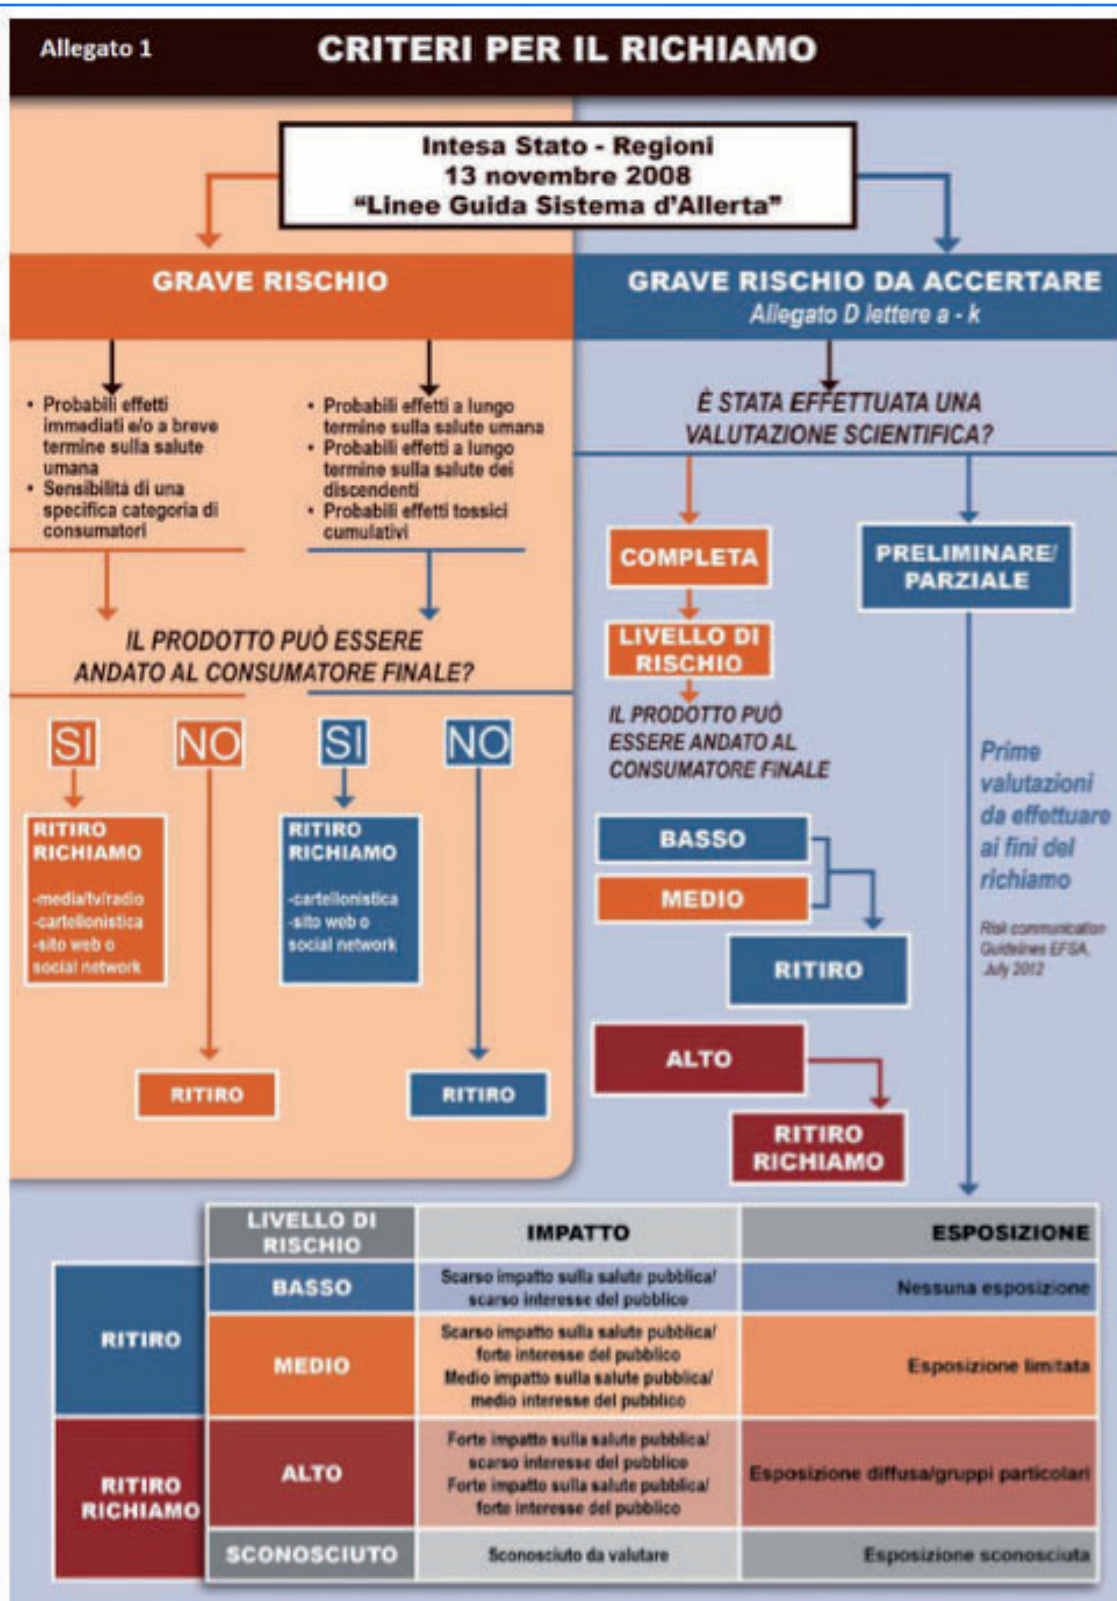 Allegato 1
CRITERI PER IL RICHIAMO
Intesa Stato - Regioni
13 novembre 2008
“Linee Guida Sistema d’Allerta”
GRAVE RISCHIO
• Probabili effetti
immediati e/o a breve
termine sulla salute
umana
• Sensibilità di una
specifica categoria di
consumatori
• Probabili effetti a lungo
termine sulla salute umana
• Probabili effetti a lungo
termine sulla salute dei
discendenti
• Probabili effetti tossici
cumulativi
IL PRODOTTO PUÒ ESSERE
ANDATO AL CONSUMATORE FINALE?
SI
NO
SI
NO
RITIRO
RICHIAMO
-media/tv/radio
-cartellonistica
-sito web o
social network
RITIRO
RICHIAMO
-cartellonistica
-sito web o
social network
RITIRO
RITIRO
GRAVE RISCHIO DA ACCERTARE
Allegato D lettere a - k
È STATA EFFETTUATA UNA
VALUTAZIONE SCIENTIFICA?
COMPLETA
PRELIMINARE/
PARZIALE
LIVELLO DI
RISCHIO
IL PRODOTTO PUÒ
ESSERE ANDATO AL
CONSUMATORE FINALE
BASSO
MEDIO
RITIRO
ALTO
RITIRO
RICHIAMO
Prime
valutazioni
da effettuare
ai fini del
richiamo
Risk communication
Guidelines EFSA,
July 2012
LIVELLO DI
RISCHIO
IMPATTO
ESPOSIZIONE
RITIRO
BASSO
Scarso impatto sulla salute pubblica/
scarso interesse del pubblico
Nessuna esposizione
MEDIO
Scarso impatto sulla salute pubblica/
forte interesse del pubblico
Medio impatto sulla salute pubblica/
medio interesse del pubblico
Esposizione limitata
RITIRO
RICHIAMO
ALTO
Forte impatto sulla salute pubblica/
scarso interesse del pubblico
Forte impatto sulla salute pubblica/
forte interesse del pubblico
Esposizione diffusa/gruppi particolari
SCONOSCIUTO
Sconosciuto da valutare
Esposizione sconosciuta